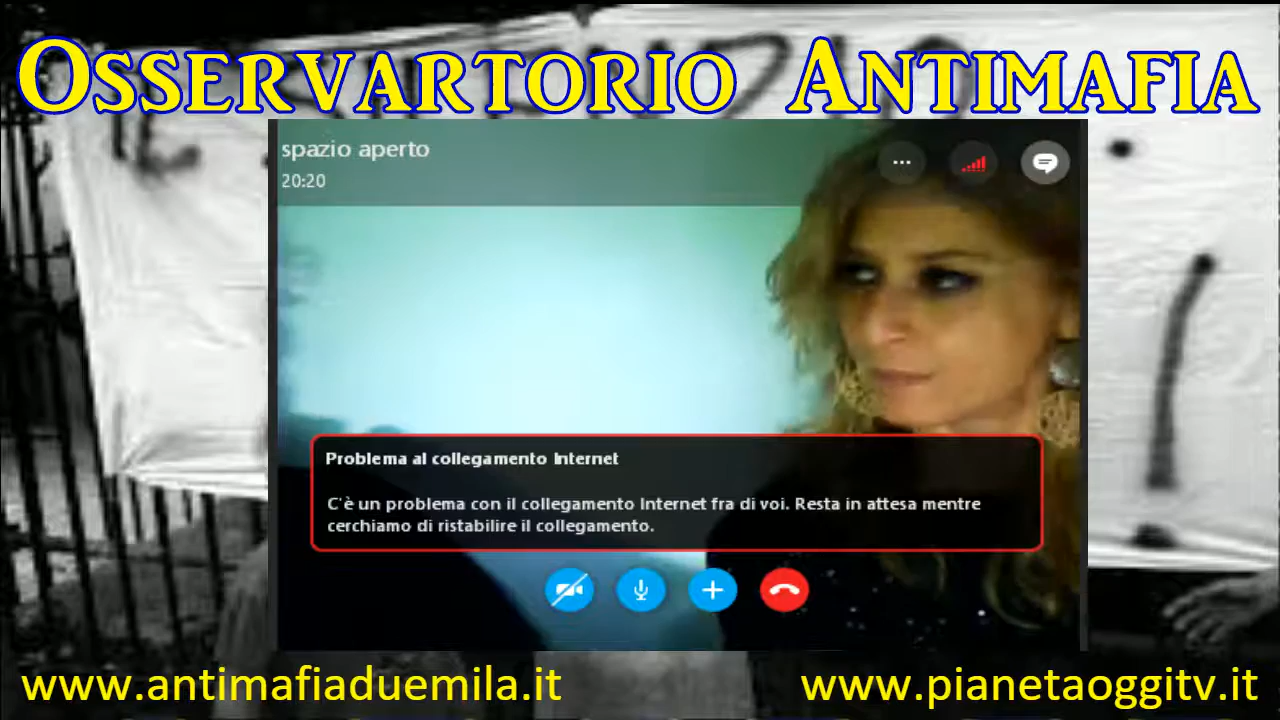 OSSERVARTORIO ANTIMAFIA
spazio aperto
20:20
Problema al collegamento Internet
C'è un problema con il collegamento Internet fra di voi. Resta in attesa mentre
cerchiamo di ristabilire il collegamento.
www.antimafiaduemila.it www.pianetaoggitv.it